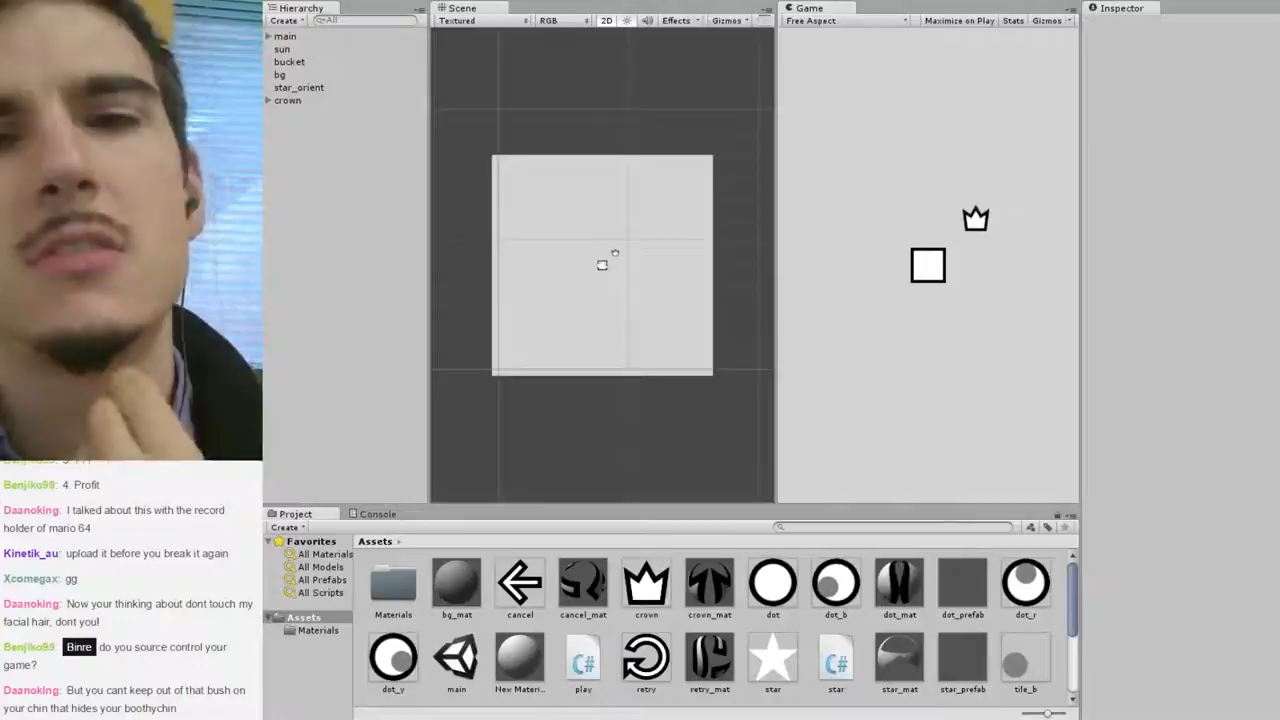 Hierarchy
Create
All
main
sun
bucket
bg
star_orient
crown
Scene
Textured
RGB
2D
Effects
Gizmos
Game
Free Aspect
Maximize on Play
Stats
Gizmos
Inspector
Benjiko99: 4. Profit
Daanoking: I talked about this with the record
holder of mario 64
Kinetik_au: upload it before you break it again
Xcomegax: gg
Daanoking: Now your thinking about dont touch my
facial hair, dont you!
Benjiko99: Binre do you source control your
game?
Daanoking: But you cant keep out of that bush on
your chin that hides your boothychin
Project
Console
Create
Favorites
All Materials
All Models
All Prefabs
All Scripts
Assets
Materials
Assets
Materials
bg_mat
cancel
cancel_mat
crown
crown_mat
dot
dot_b
dot_mat
dot_prefab
dot_r
dot_y
main
New Materi...
play
retry
retry_mat
star
star
star_mat
star_prefab
tile_b
C#
C#